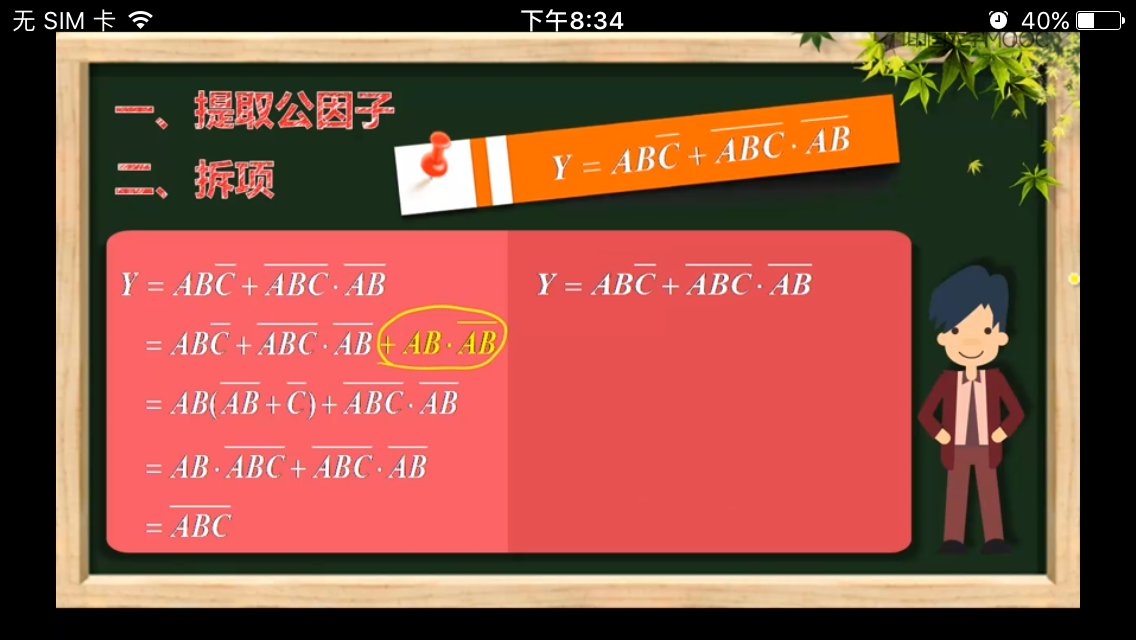 无 SIM 卡 下午8:34 40%
一、提取公因子
二、拆项
Y = ABC̅ + A̅B̅C̅ · A̅B̅
Y = ABC̅ + A̅B̅C̅ · A̅B̅
= ABC̅ + A̅B̅C̅ · A̅B̅ + AB · A̅B̅
= AB(A̅B̅ + C̅) + A̅B̅C̅ · A̅B̅
= AB · A̅B̅C̅ + A̅B̅C̅ · A̅B̅
= A̅B̅C̅
Y = ABC̅ + A̅B̅C̅ · A̅B̅